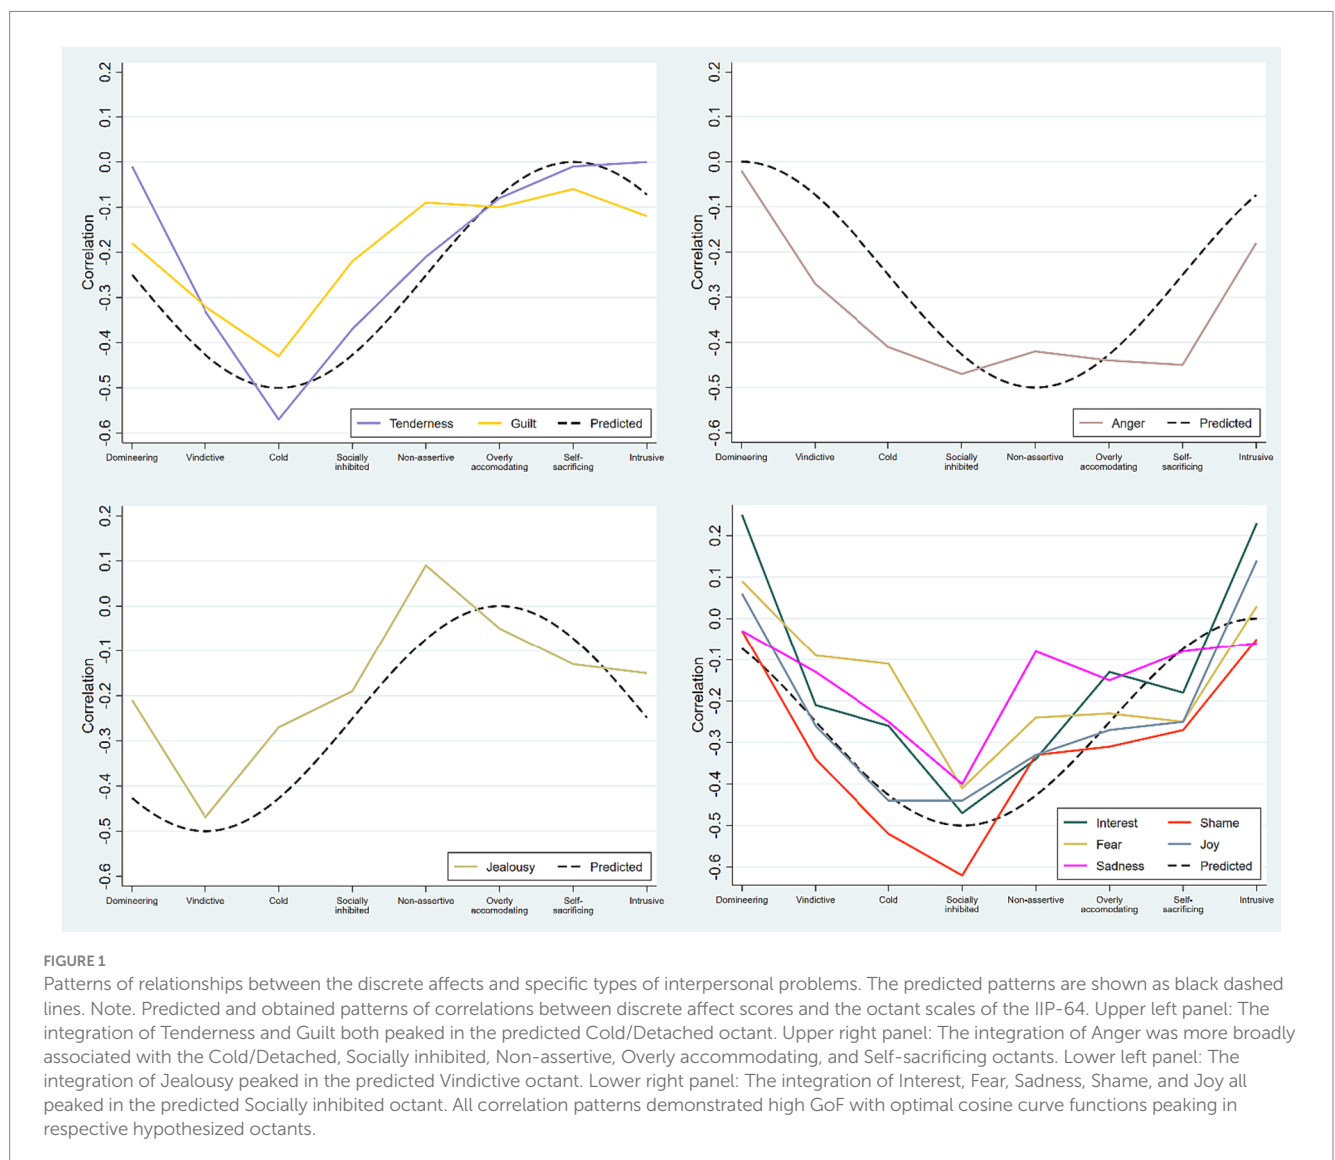 0.2
0.1
0.0
-0.1
-0.2
-0.3
-0.4
-0.5
-0.6
Correlation
Tenderness Guilt Predicted
Domineering Vindictive Cold Socially inhibited Non-assertive Overly accomodating Self-sacrificing Intrusive
0.2
0.1
0.0
-0.1
-0.2
-0.3
-0.4
-0.5
-0.6
Correlation
Anger Predicted
Domineering Vindictive Cold Socially inhibited Non-assertive Overly accomodating Self-sacrificing Intrusive
0.2
0.1
0.0
-0.1
-0.2
-0.3
-0.4
-0.5
-0.6
Correlation
Jealousy Predicted
Domineering Vindictive Cold Socially inhibited Non-assertive Overly accomodating Self-sacrificing Intrusive
0.2
0.1
0.0
-0.1
-0.2
-0.3
-0.4
-0.5
-0.6
Correlation
Interest Shame
Fear Joy
Sadness Predicted
Domineering Vindictive Cold Socially inhibited Non-assertive Overly accomodating Self-sacrificing Intrusive
FIGURE 1
Patterns of relationships between the discrete affects and specific types of interpersonal problems. The predicted patterns are shown as black dashed
lines. Note. Predicted and obtained patterns of correlations between discrete affect scores and the octant scales of the IIP-64. Upper left panel: The
integration of Tenderness and Guilt both peaked in the predicted Cold/Detached octant. Upper right panel: The integration of Anger was more broadly
associated with the Cold/Detached, Socially inhibited, Non-assertive, Overly accommodating, and Self-sacrificing octants. Lower left panel: The
integration of Jealousy peaked in the predicted Vindictive octant. Lower right panel: The integration of Interest, Fear, Sadness, Shame, and Joy all
peaked in the predicted Socially inhibited octant. All correlation patterns demonstrated high GoF with optimal cosine curve functions peaking in
respective hypothesized octants.